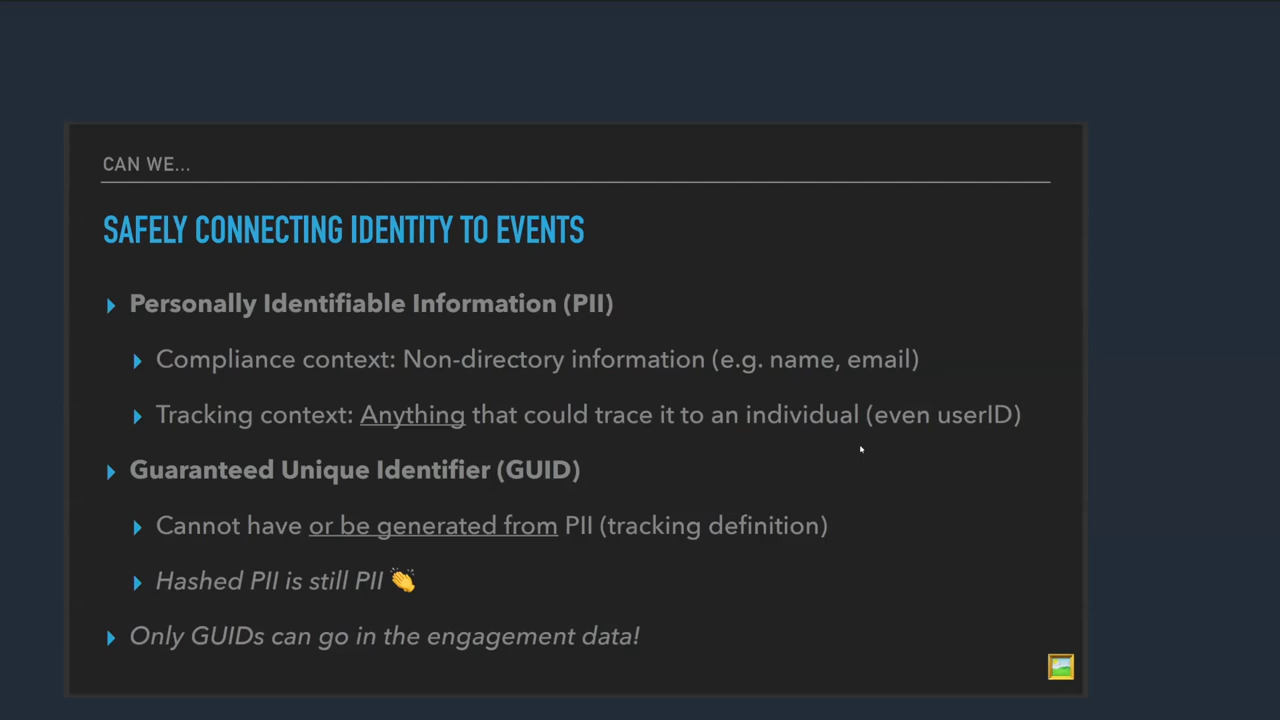 CAN WE...
SAFELY CONNECTING IDENTITY TO EVENTS
Personally Identifiable Information (PII)
Compliance context: Non-directory information (e.g. name, email)
Tracking context: Anything that could trace it to an individual (even userID)
Guaranteed Unique Identifier (GUID)
Cannot have or be generated from PII (tracking definition)
Hashed PII is still PII 👏
Only GUIDs can go in the engagement data!